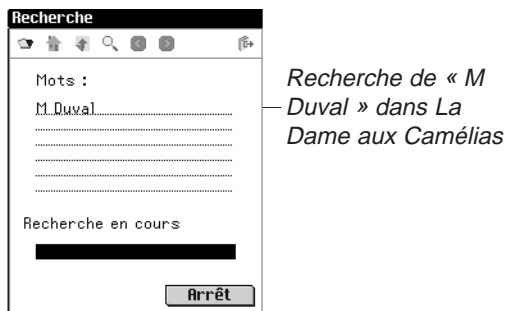 Recherche
Mots :
M Duval
Recherche en cours
Arrêt
Recherche de « M
Duval » dans La
Dame aux Camélias